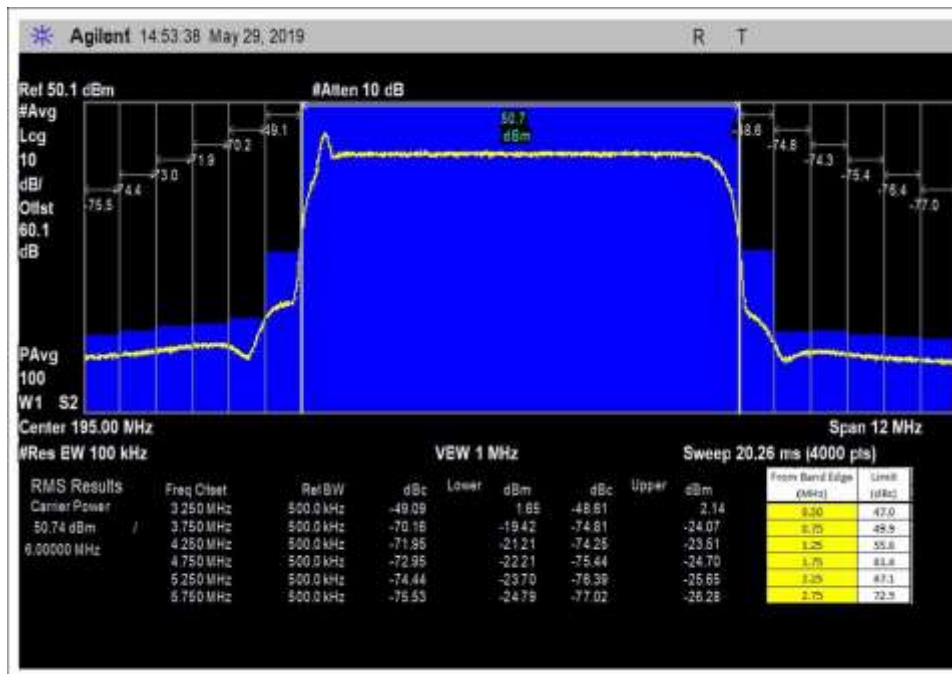 Agilent 14:53:38 May 29, 2019 R T
Ref 50.1 dBm #Atten 10 dB
#Avg
Log
10
dB/
Offst
60.1
dB
50.7
dBm
-75.5 -74.4 -73.0 -71.9 -70.2 -49.1
-48.6 -74.8 -74.3 -75.4 -76.4 -77.0
PAvg
100
W1 S2
Center 195.00 MHz Span 12 MHz
#Res BW 100 kHz VBW 1 MHz Sweep 20.26 ms (4000 pts)
RMS Results Freq Offset Ref BW dBc Lower dBm dBc Upper dBm
Carrier Power 3.250 MHz 500.0 kHz -49.09 1.65 -48.61 2.14
50.74 dBm / 3.750 MHz 500.0 kHz -70.16 -19.42 -74.81 -24.07
4.250 MHz 500.0 kHz -71.95 -21.21 -74.25 -23.51
6.00000 MHz 4.750 MHz 500.0 kHz -72.95 -22.21 -75.44 -24.70
5.250 MHz 500.0 kHz -74.44 -23.70 -76.39 -25.65
5.750 MHz 500.0 kHz -75.53 -24.79 -77.02 -26.28
From Band Edge Limit
(MHz) (dBc)
47.0
0.75 49.9
1.25
1.75
2.25 67.1
2.75 72.9